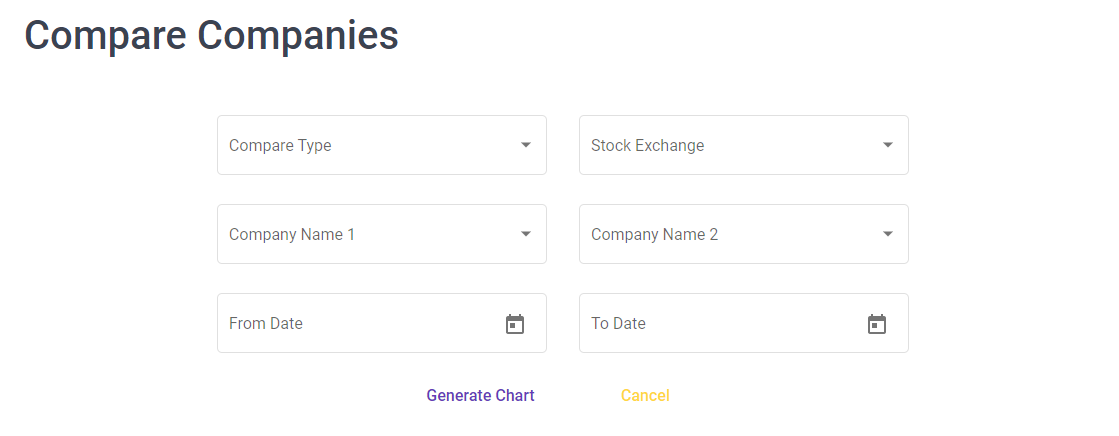 Compare Companies
Compare Type
Stock Exchange
Company Name 1
Company Name 2
From Date
To Date
Generate Chart
Cancel